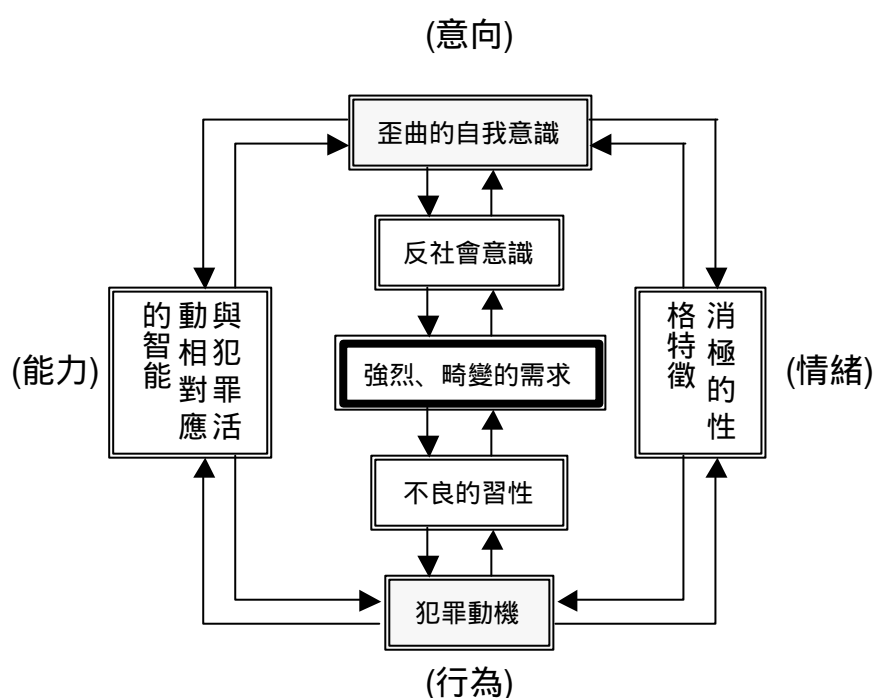 (意向)
歪曲的自我意識
反社會意識
與犯罪活
動相對應
的智能
(能力)
強烈、畸變的需求
消極的性
格特徵
(情緒)
不良的習性
犯罪動機
(行為)